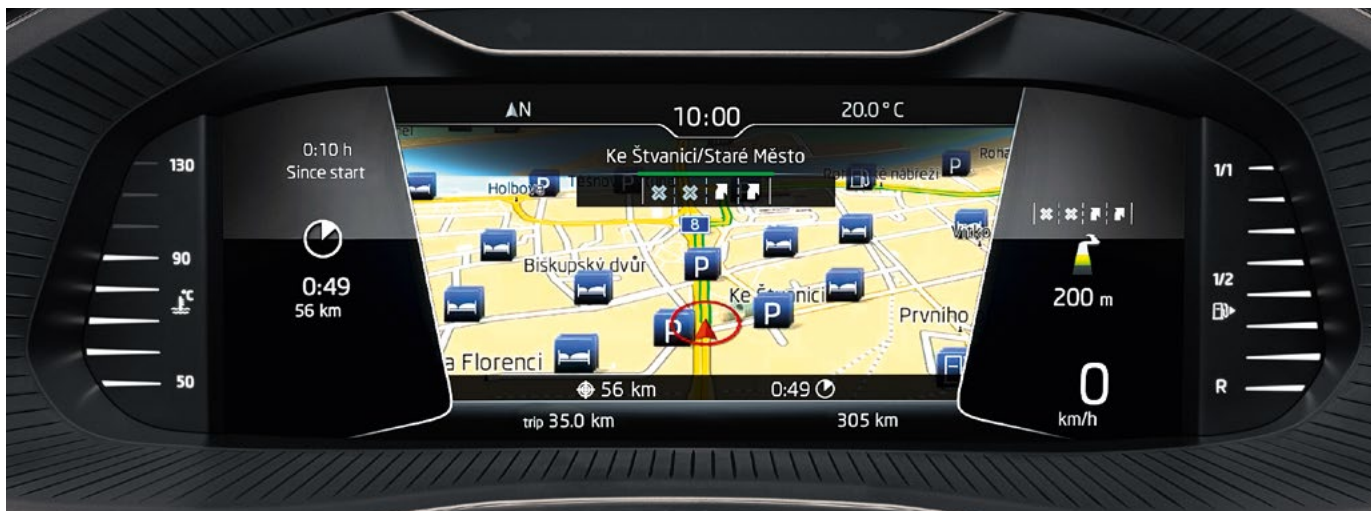 N
10:00
20.0°C
0:10 h
Since start
0:49
56 km
130
90
°C
50
Ke Štvanici/Staré Město
Holbova
P
P
8
Biskupský dvůr
P
Ke Štvanici
P
P
Prvního
a Florenci
56 km
0:49
trip 35.0 km
305 km
200 m
0
km/h
1/1
1/2
R